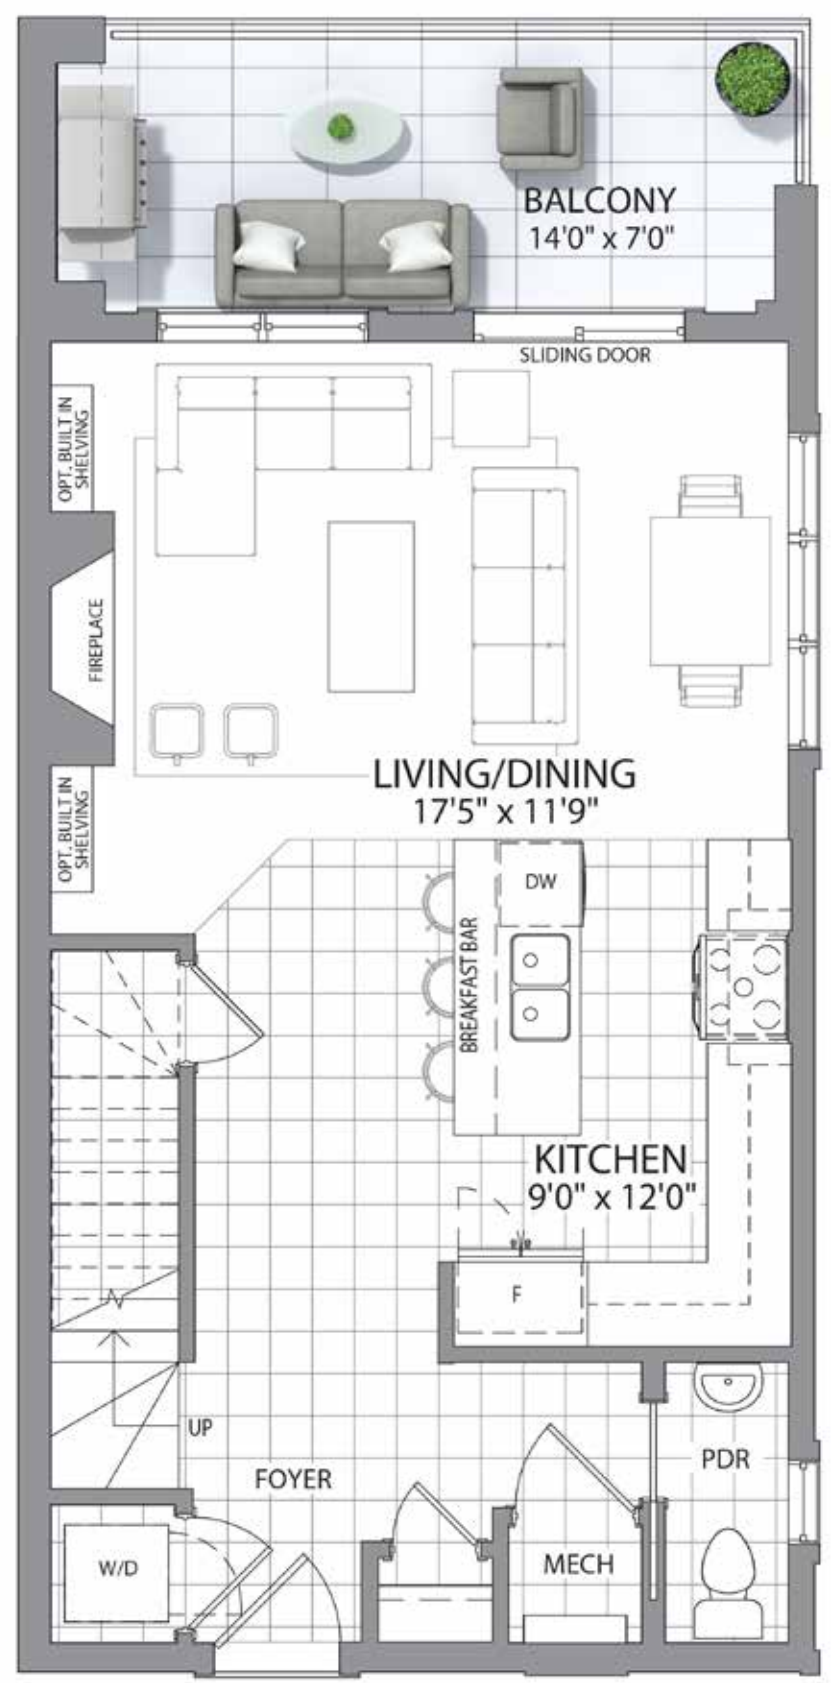 BALCONY
14'0" x 7'0"
SLIDING DOOR
OPT. BUILT IN
SHELVING
FIREPLACE
LIVING/DINING
17'5" x 11'9"
OPT. BUILT IN
SHELVING
DW
BREAKFAST BAR
KITCHEN
9'0" x 12'0"
F
UP
PDR
FOYER
MECH
W/D